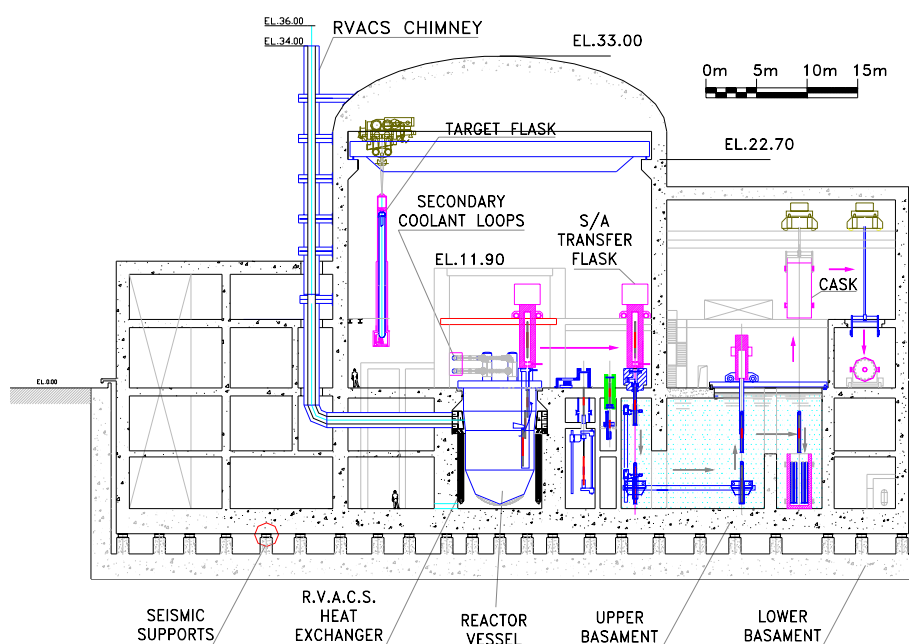 EL.36.00
RVACS CHIMNEY
EL.34.00
EL.33.00
0m 5m 10m 15m
TARGET FLASK
EL.22.70
SECONDARY
COOLANT LOOPS
S/A
TRANSFER
FLASK
EL.11.90
CASK
EL.0.00
SEISMIC
SUPPORTS
R.V.A.C.S.
HEAT
EXCHANGER
REACTOR
VESSEL
UPPER
BASAMENT
LOWER
BASAMENT